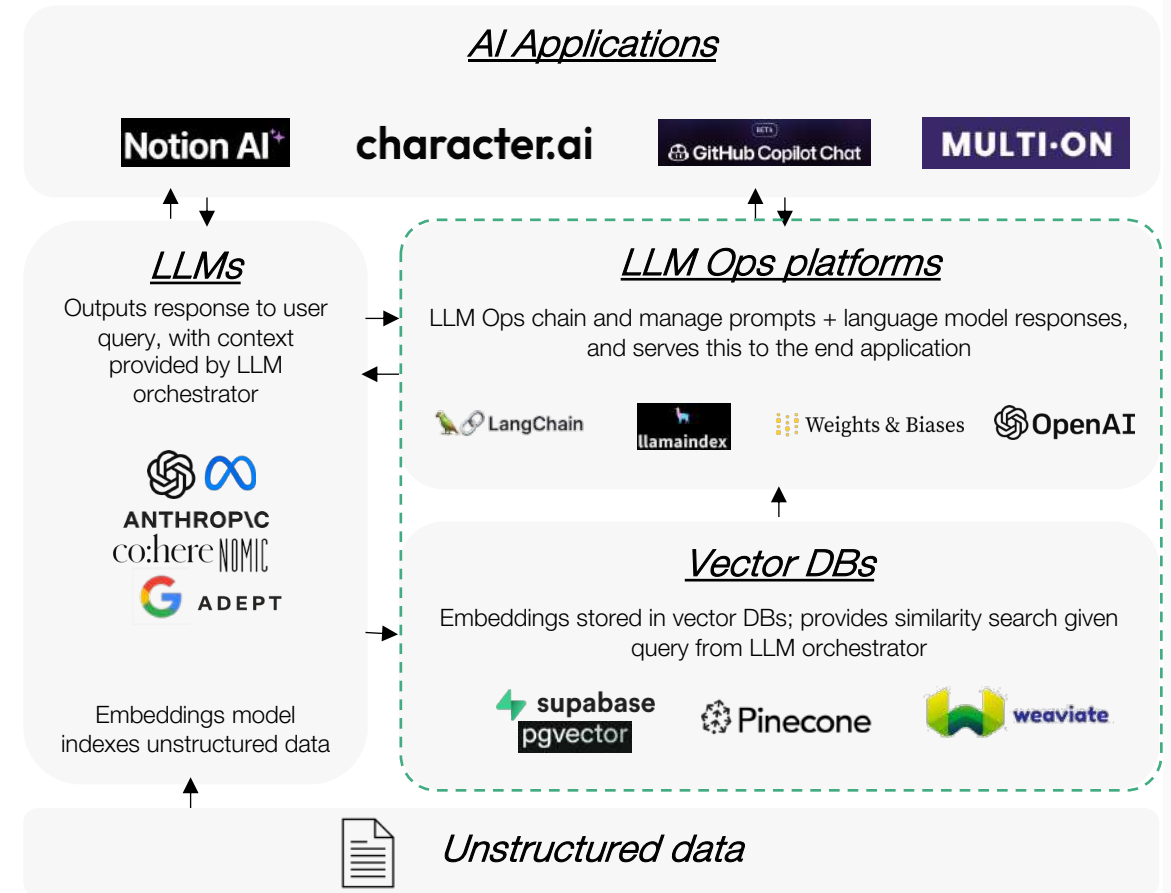 AI Applications
Notion AI
character.ai
BETA
GitHub Copilot Chat
MULTI·ON
LLMs
Outputs response to user
query, with context
provided by LLM
orchestrator
ANTHROP\C
co:here NOMIC
ADEPT
Embeddings model
indexes unstructured data
LLM Ops platforms
LLM Ops chain and manage prompts + language model responses,
and serves this to the end application
LangChain
llamaindex
Weights & Biases
OpenAI
Vector DBs
Embeddings stored in vector DBs; provides similarity search given
query from LLM orchestrator
supabase
pgvector
Pinecone
weaviate
Unstructured data